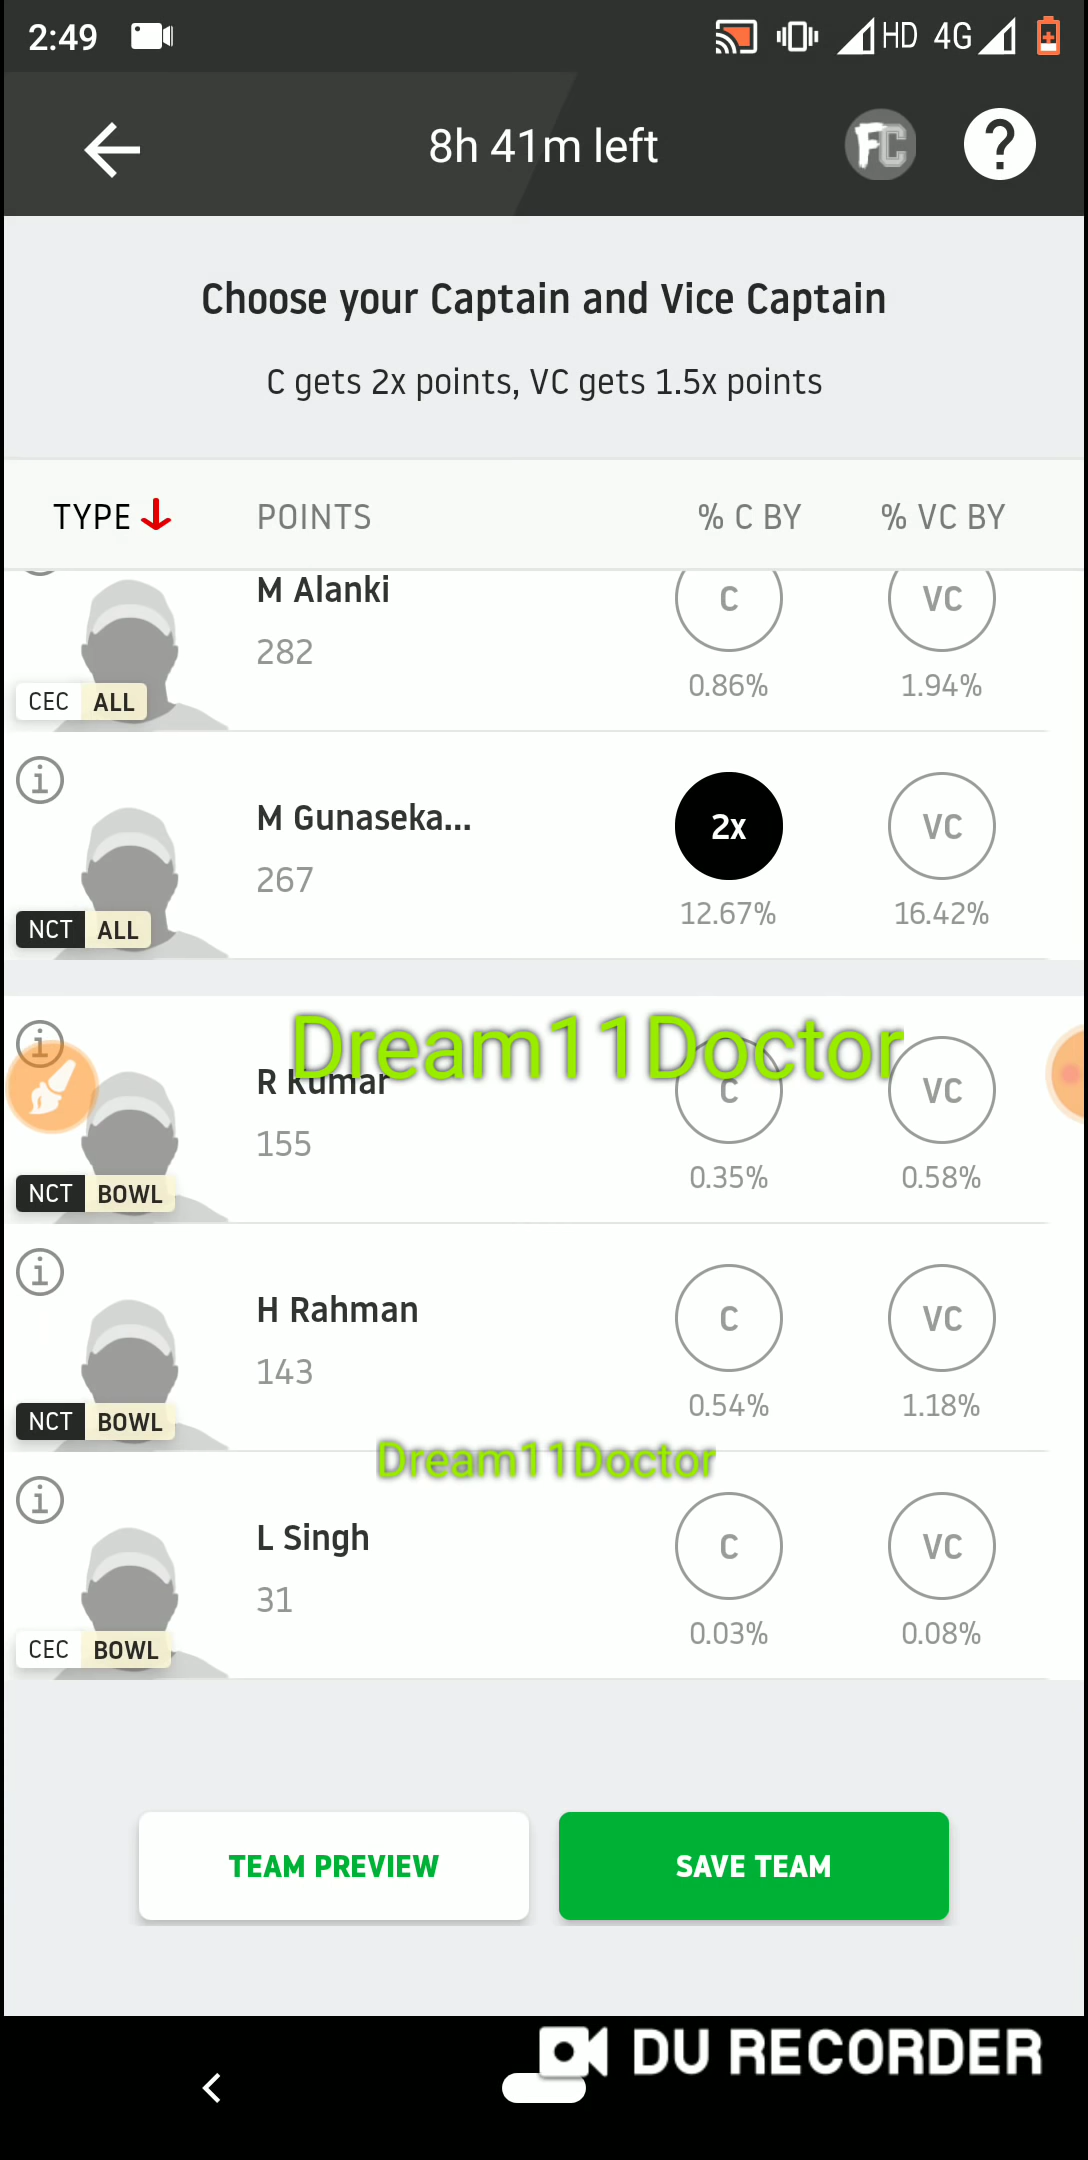 2:49 HD 4G
8h 41m left FC ?
Choose your Captain and Vice Captain
C gets 2x points, VC gets 1.5x points
TYPE POINTS % C BY % VC BY
M Alanki C VC
282
0.86% 1.94%
CEC ALL
i
M Gunaseka... 2x VC
267
12.67% 16.42%
NCT ALL
i
Dream11Doctor
R Kumar C VC
155
0.35% 0.58%
NCT BOWL
i
H Rahman C VC
143
0.54% 1.18%
NCT BOWL
Dream11Doctor
i
L Singh C VC
31
0.03% 0.08%
CEC BOWL
TEAM PREVIEW SAVE TEAM
DU RECORDER